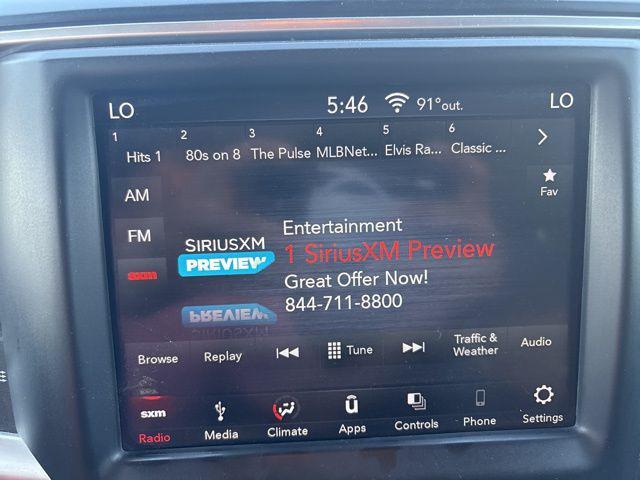 LO 5:46 91°out. LO
1 2 3 4 5 6
Hits 1 80s on 8 The Pulse MLBNet... Elvis Ra... Classic ...
AM
Fav
FM
Entertainment
SIRIUSXM
1 SiriusXM Preview
PREVIEW
sxm
Great Offer Now!
844-711-8800
Browse Replay Tune Traffic & Weather Audio
sxm
Radio Media Climate Apps Controls Phone Settings